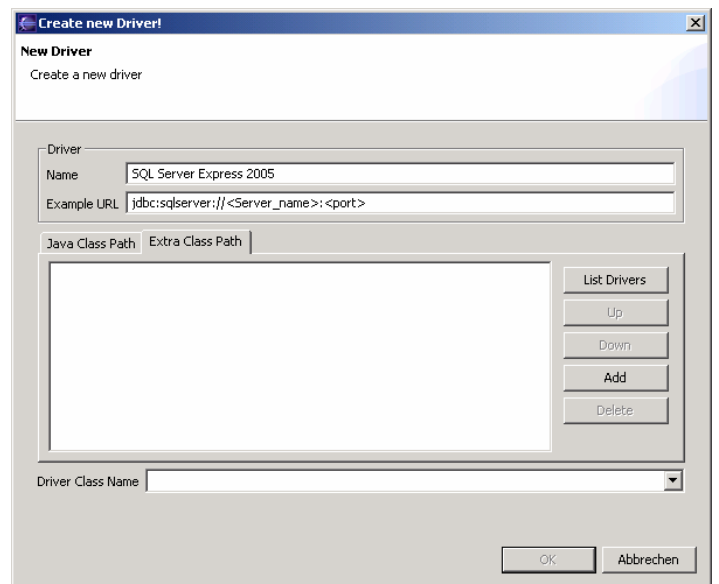 Create new Driver!
New Driver
Create a new driver
Driver
Name SQL Server Express 2005
Example URL jdbc:sqlserver://<Server_name>:<port>
Java Class Path Extra Class Path
List Drivers
Up
Down
Add
Delete
Driver Class Name
OK Abbrechen